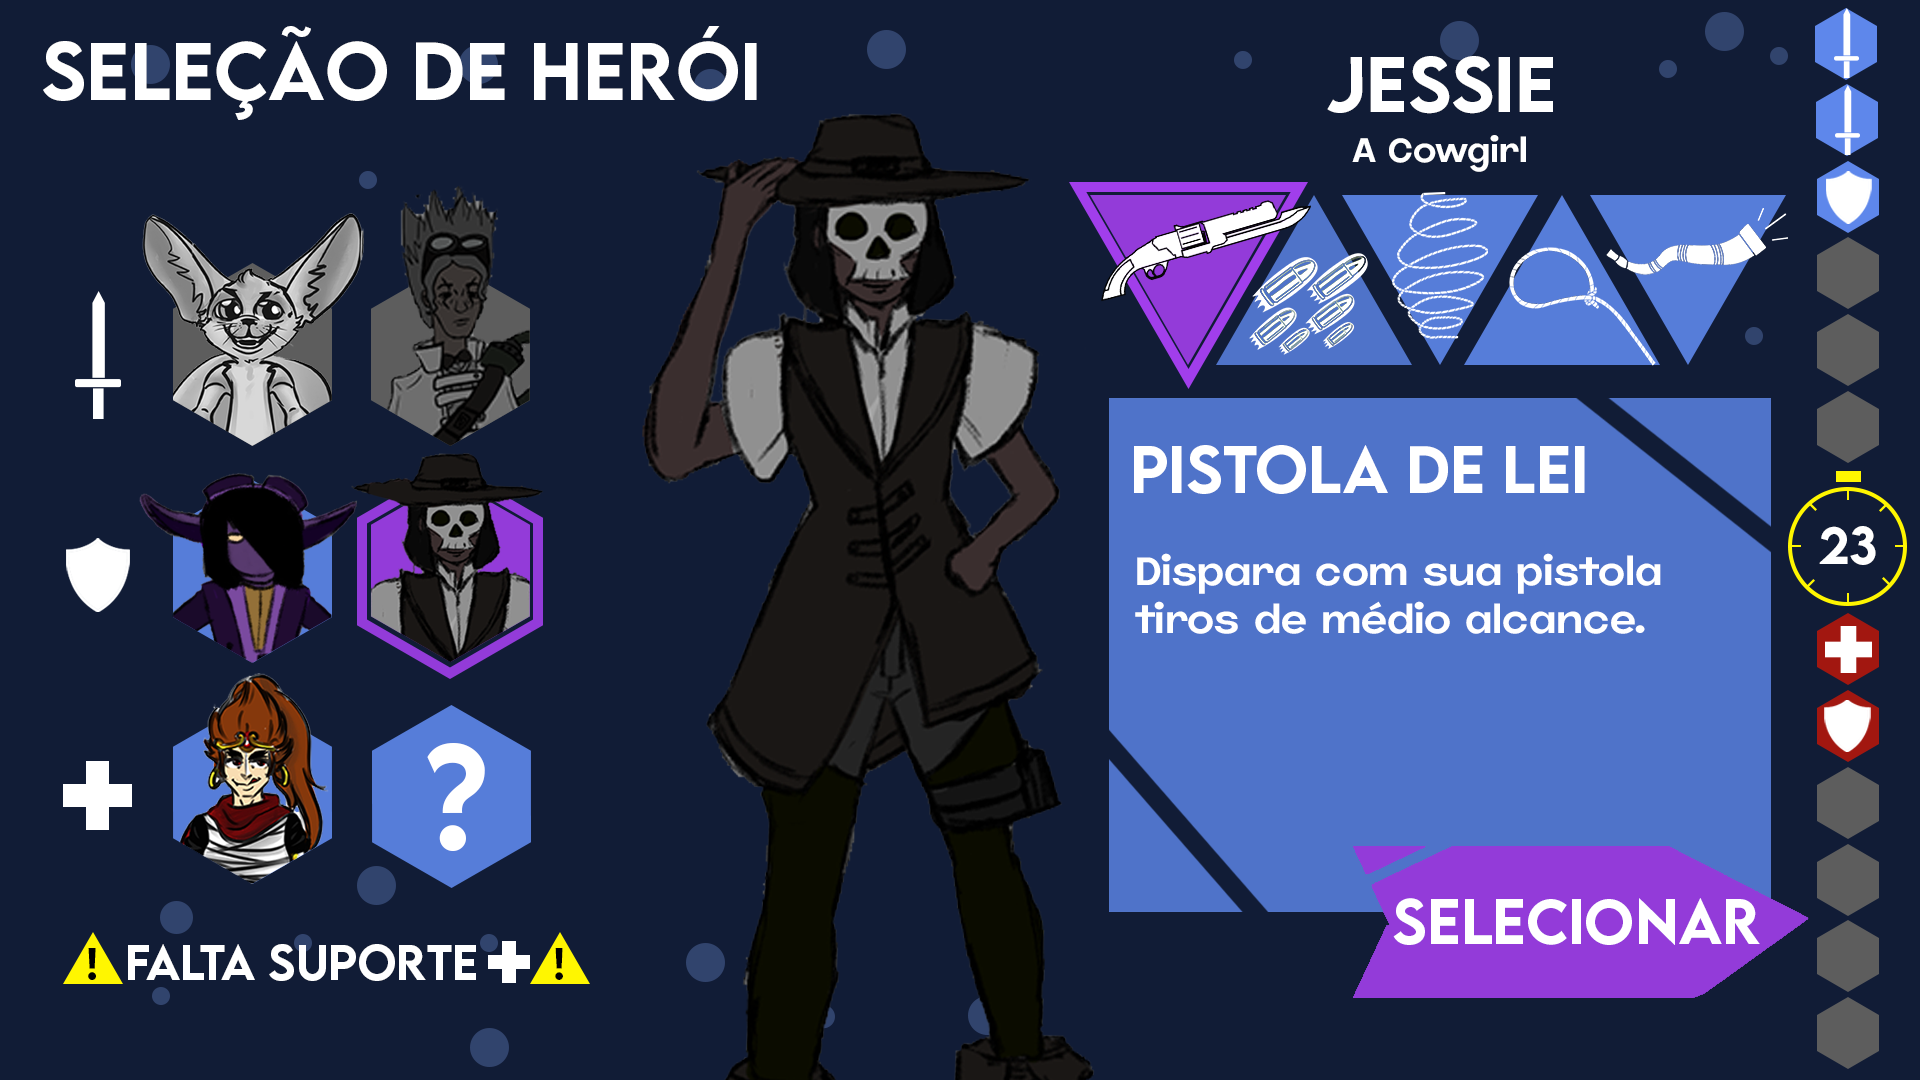 SELEÇÃO DE HERÓI
JESSIE
A Cowgirl
PISTOLA DE LEI
Dispara com sua pistola
tiros de médio alcance.
23
?
! FALTA SUPORTE !
SELECIONAR